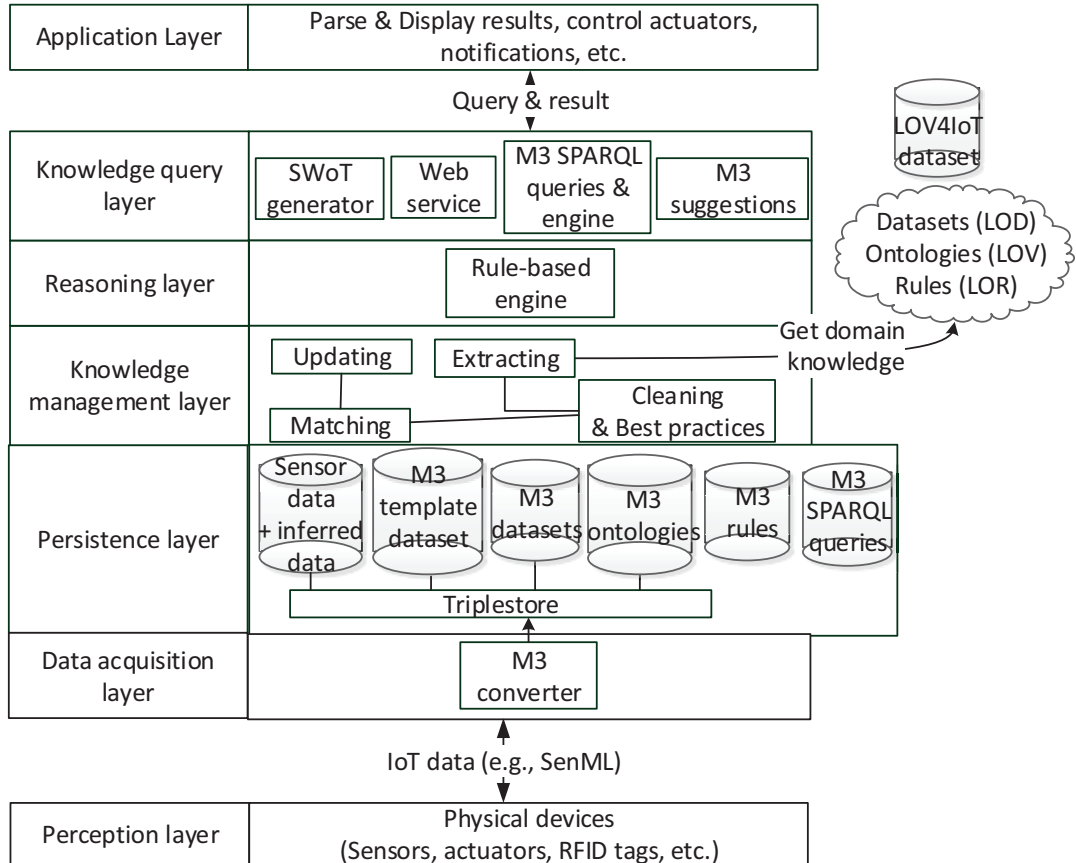 Application Layer
Parse & Display results, control actuators,
notifications, etc.
Query & result
LOV4IoT
dataset
Knowledge query
layer
SWoT
generator
Web
service
M3 SPARQL
queries &
engine
M3
suggestions
Datasets (LOD)
Ontologies (LOV)
Rules (LOR)
Reasoning layer
Rule-based
engine
Get domain
knowledge
Knowledge
management layer
Updating
Extracting
Matching
Cleaning
& Best practices
Persistence layer
Sensor
data
+ inferred
data
M3
template
dataset
M3
datasets
M3
ontologies
M3
rules
M3
SPARQL
queries
Triplestore
Data acquisition
layer
M3
converter
IoT data (e.g., SenML)
Perception layer
Physical devices
(Sensors, actuators, RFID tags, etc.)